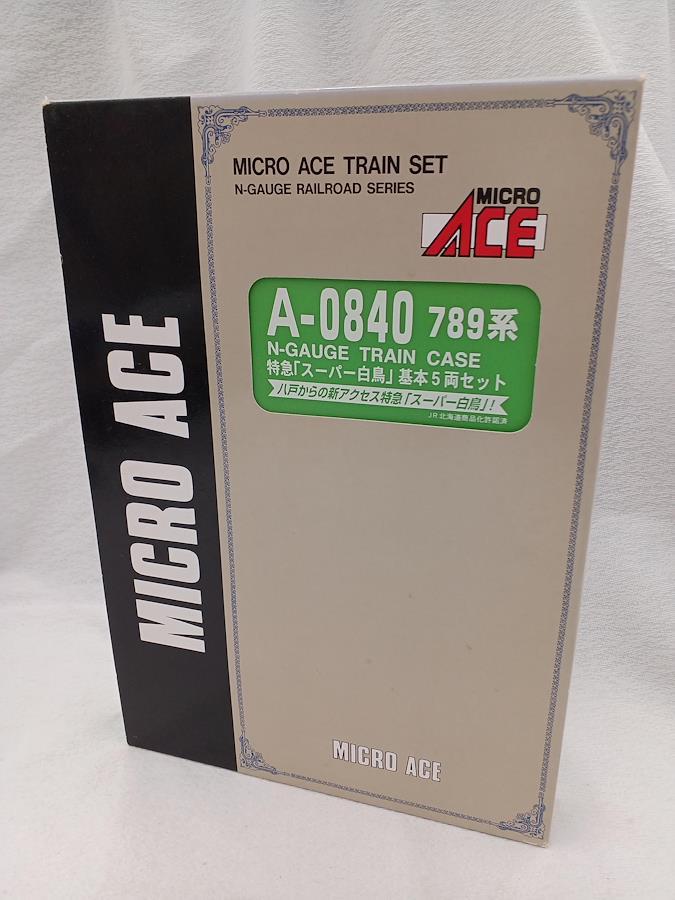 MICRO ACE TRAIN SET
N-GAUGE RAILROAD SERIES
MICRO
ACE
A-0840 789系
N-GAUGE TRAIN CASE
特急「スーパー白鳥」基本5両セット
八戸からの新アクセス特急「スーパー白鳥」!
JR北海道商品化許諾済
MICRO ACE
MICRO ACE